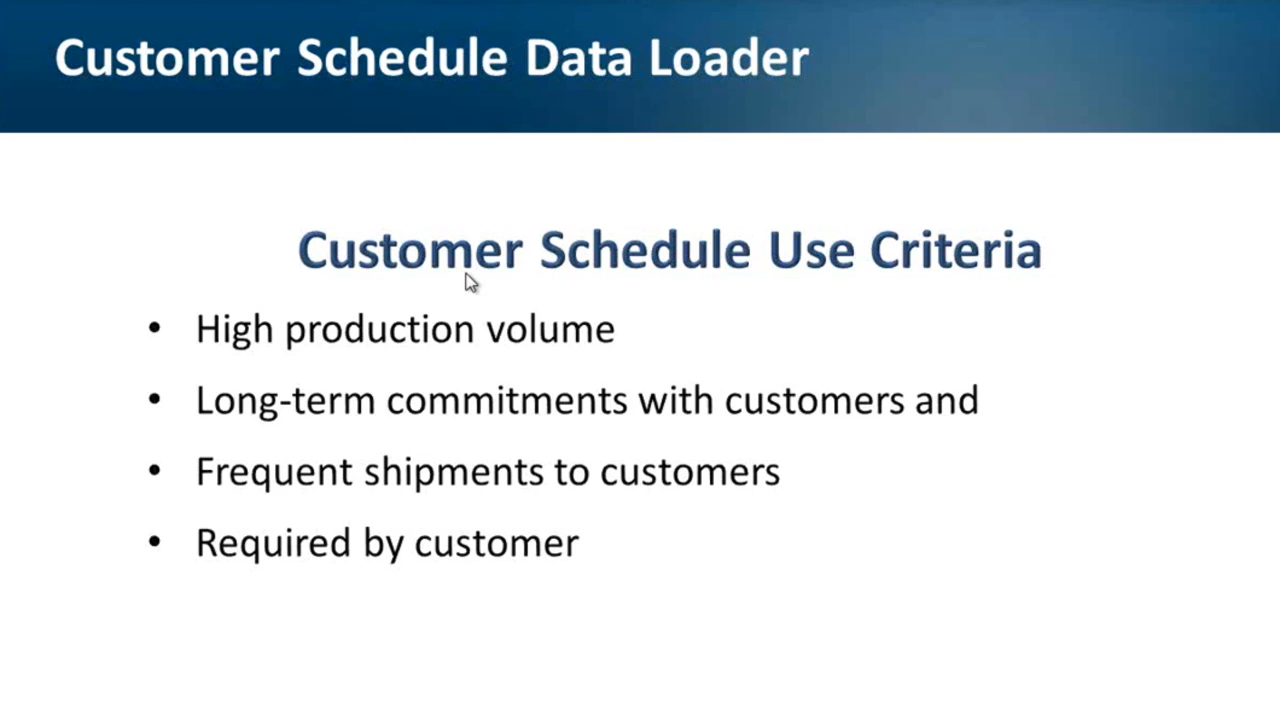 Customer Schedule Data Loader
Customer Schedule Use Criteria
• High production volume
• Long-term commitments with customers and
• Frequent shipments to customers
• Required by customer